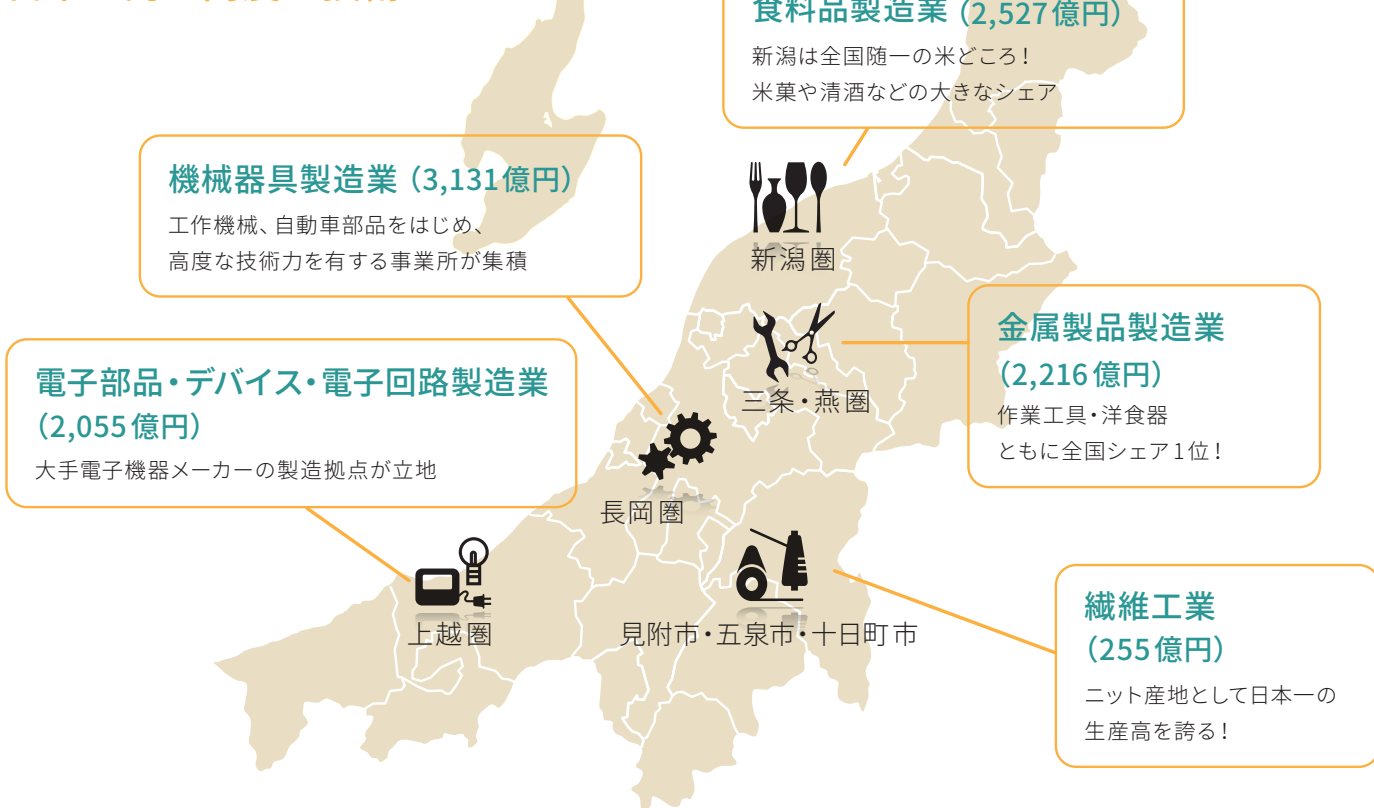 食料品製造業（2,527億円）
新潟は全国随一の米どころ！
米菓や清酒などの大きなシェア
機械器具製造業（3,131億円）
工作機械、自動車部品をはじめ、
高度な技術力を有する事業所が集積
新潟圏
金属製品製造業
（2,216億円）
作業工具・洋食器
ともに全国シェア1位！
三条・燕圏
電子部品・デバイス・電子回路製造業
（2,055億円）
大手電子機器メーカーの製造拠点が立地
長岡圏
上越圏
見附市・五泉市・十日町市
繊維工業
（255億円）
ニット産地として日本一の
生産高を誇る！